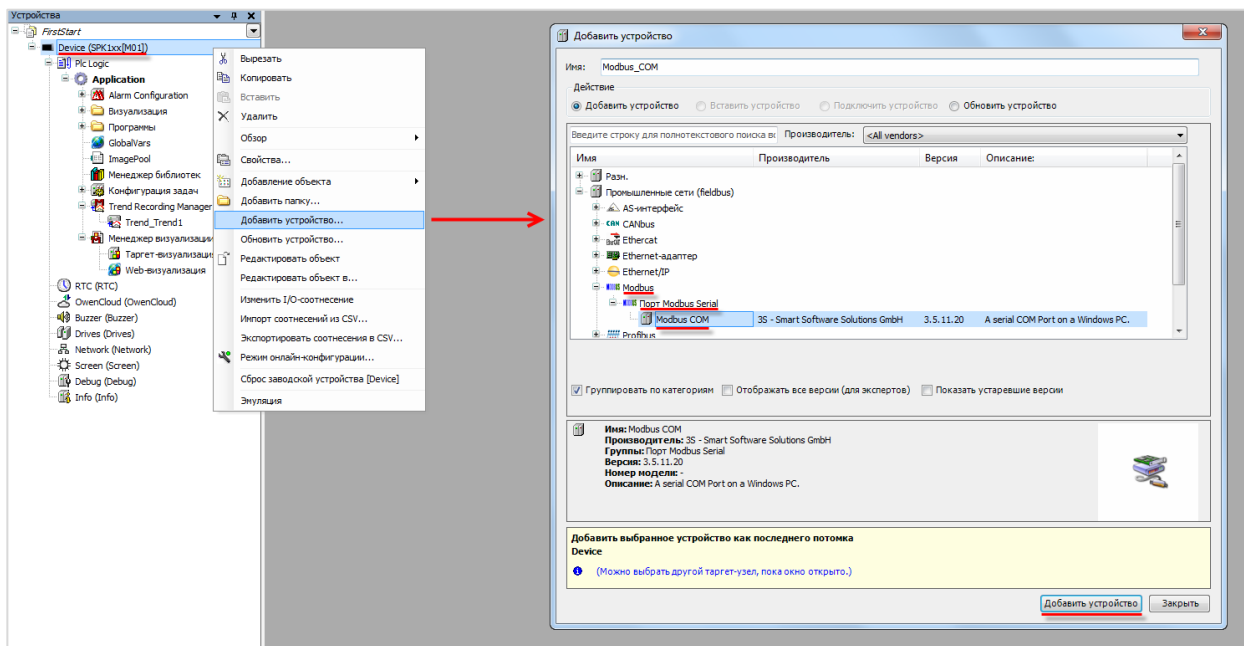 Устройства
FirstStart
Device (SPK1xx[M01])
Plc Logic
Application
Alarm Configuration
Визуализация
Программы
GlobalVars
ImagePool
Менеджер библиотек
Конфигурация задач
Trend Recording Manager
Trend_Trend1
Менеджер визуализации
Таргет-визуализаци
Web-визуализация
RTC (RTC)
OwenCloud (OwenCloud)
Buzzer (Buzzer)
Drives (Drives)
Network (Network)
Screen (Screen)
Debug (Debug)
Info (Info)
Вырезать
Копировать
Вставить
Удалить
Обзор
Свойства...
Добавление объекта
Добавить папку...
Добавить устройство...
Обновить устройство...
Редактировать объект
Редактировать объект в...
Изменить I/O-соотнесение
Импорт соотнесений из CSV...
Экспортировать соотнесения в CSV...
Режим онлайн-конфигурации...
Сброс заводской устройства [Device]
Эмуляция
Добавить устройство
Имя: Modbus_COM
Действие
Добавить устройство Вставить устройство Подключить устройство Обновить устройство
Введите строку для полнотекстового поиска вс Производитель: <All vendors>
Имя Производитель Версия Описание:
Разн.
Промышленные сети (fieldbus)
AS-интерфейс
CAN CANbus
Ethercat
Ethernet-адаптер
Ethernet/IP
Modbus
Порт Modbus Serial
Modbus COM 3S - Smart Software Solutions GmbH 3.5.11.20 A serial COM Port on a Windows PC.
Profibus
Группировать по категориям Отображать все версии (для экспертов) Показать устаревшие версии
Имя: Modbus COM
Производитель: 3S - Smart Software Solutions GmbH
Группы: Порт Modbus Serial
Версия: 3.5.11.20
Номер модели: -
Описание: A serial COM Port on a Windows PC.
Добавить выбранное устройство как последнего потомка
Device
(Можно выбрать другой таргет-узел, пока окно открыто.)
Добавить устройство Закрыть